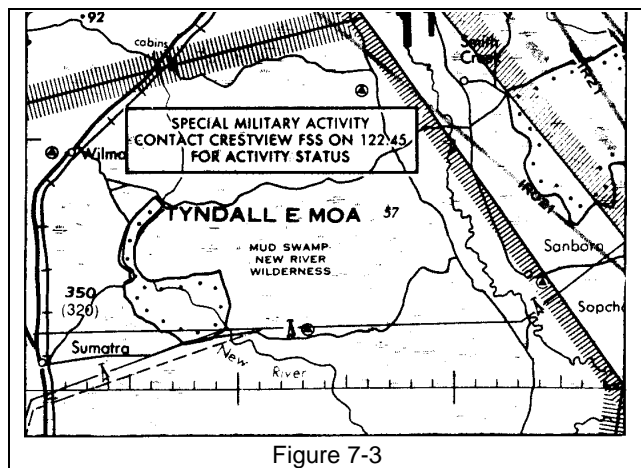 92
cabins
Smith
Creek
SPECIAL MILITARY ACTIVITY
CONTACT CRESTVIEW FSS ON 122.45
FOR ACTIVITY STATUS
Wilma
TYNDALL E MOA 57
MUD SWAMP
NEW RIVER
WILDERNESS
Sanborn
350
(320)
Sopch
Sumatra
New River
Figure 7-3